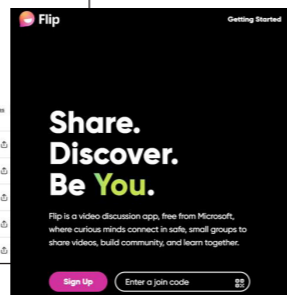 Flip
Getting Started
Share.
Discover.
Be You.
Flip is a video discussion app, free from Microsoft,
where curious minds connect in safe, small groups to
share videos, build community, and learn together.
Sign Up
Enter a join code